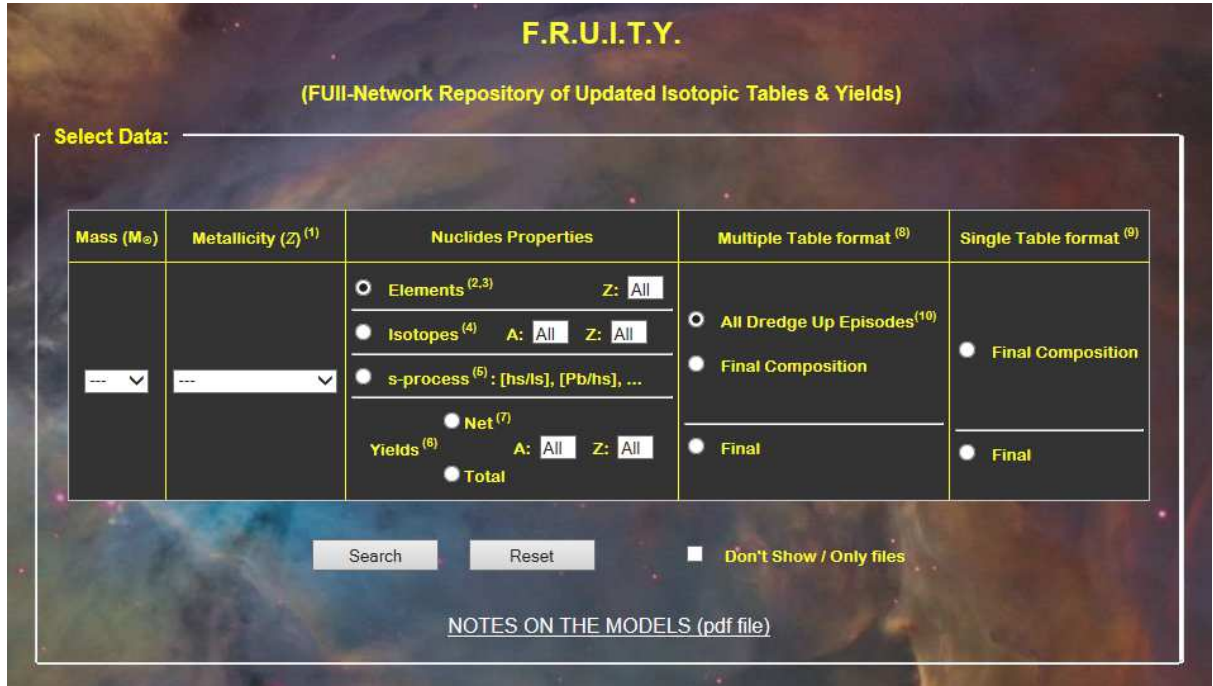 F.R.U.I.T.Y.
(FUll-Network Repository of Updated Isotopic Tables & Yields)
Select Data:
Mass (M⊙) Metallicity (Z) (1) Nuclides Properties Multiple Table format (8) Single Table format (9)
Elements (2,3) Z: All
Isotopes (4) A: All Z: All
s-process (5) : [hs/ls], [Pb/hs], ...
Yields (6) Net (7) A: All Z: All
Total
--- ---
All Dredge Up Episodes(10)
Final Composition
Final
Final Composition
Final
Search Reset Don't Show / Only files
NOTES ON THE MODELS (pdf file)